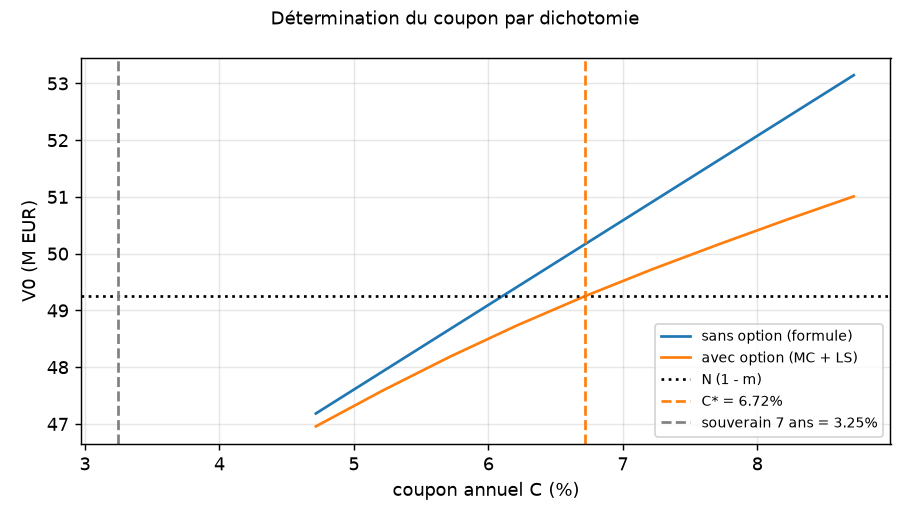 Détermination du coupon par dichotomie
V0 (M EUR)
53
52
51
50
49
48
47
sans option (formule)
avec option (MC + LS)
N (1 - m)
C* = 6.72%
souverain 7 ans = 3.25%
3 4 5 6 7 8
coupon annuel C (%)